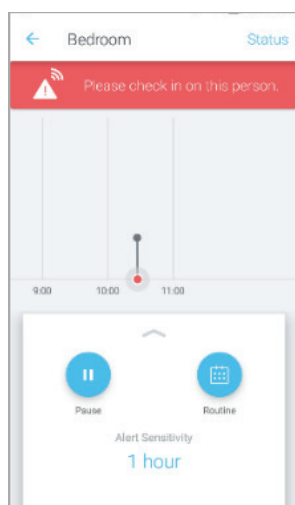 Bedroom
Status
Please check in on this person.
9:00 10:00 11:00
Pause
Routine
Alert Sensitivity
1 hour